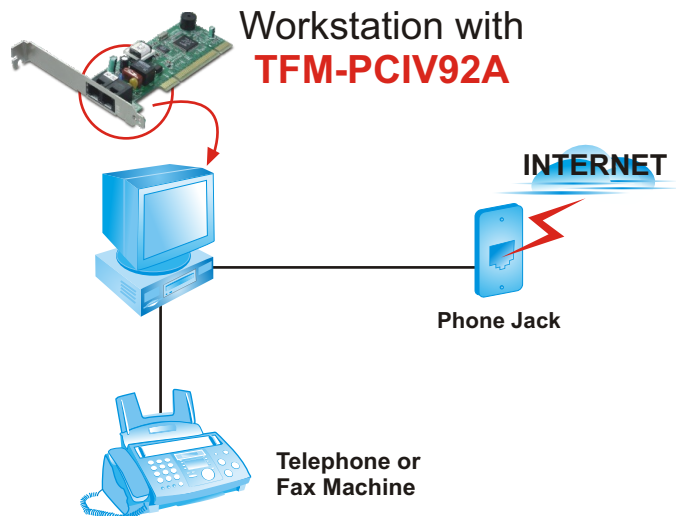 Workstation with
TFM-PCIV92A
INTERNET
Phone Jack
Telephone or
Fax Machine